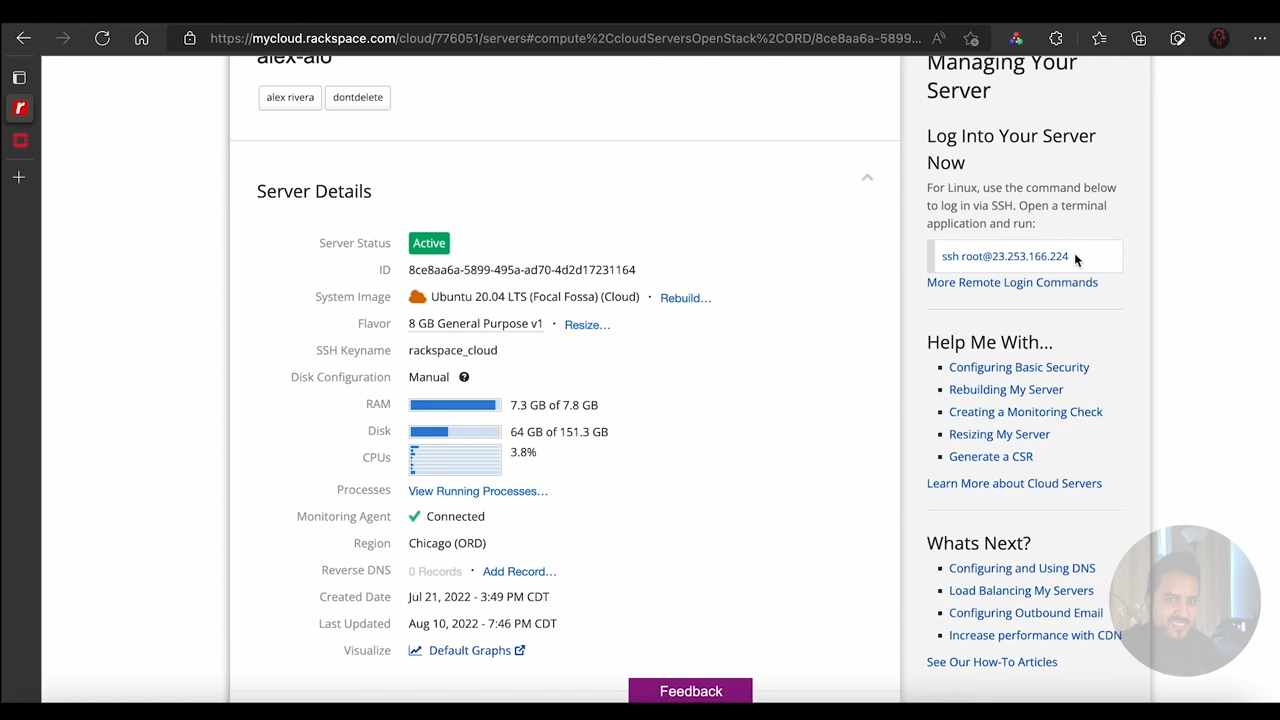 https://mycloud.rackspace.com/cloud/776051/servers#compute%2CcloudServersOpenStack%2CORD/8ce8aa6a-5899...
alex-aio
alex rivera
dontdelete
Server Details
Server Status Active
ID 8ce8aa6a-5899-495a-ad70-4d2d17231164
System Image Ubuntu 20.04 LTS (Focal Fossa) (Cloud) · Rebuild...
Flavor 8 GB General Purpose v1 · Resize...
SSH Keyname rackspace_cloud
Disk Configuration Manual ?
RAM 7.3 GB of 7.8 GB
Disk 64 GB of 151.3 GB
CPUs 3.8%
Processes View Running Processes...
Monitoring Agent Connected
Region Chicago (ORD)
Reverse DNS 0 Records · Add Record...
Created Date Jul 21, 2022 - 3:49 PM CDT
Last Updated Aug 10, 2022 - 7:46 PM CDT
Visualize Default Graphs
Feedback
Managing Your
Server
Log Into Your Server
Now
For Linux, use the command below
to log in via SSH. Open a terminal
application and run:
ssh root@23.253.166.224
More Remote Login Commands
Help Me With...
Configuring Basic Security
Rebuilding My Server
Creating a Monitoring Check
Resizing My Server
Generate a CSR
Learn More about Cloud Servers
Whats Next?
Configuring and Using DNS
Load Balancing My Servers
Configuring Outbound Email
Increase performance with CDN
See Our How-To Articles